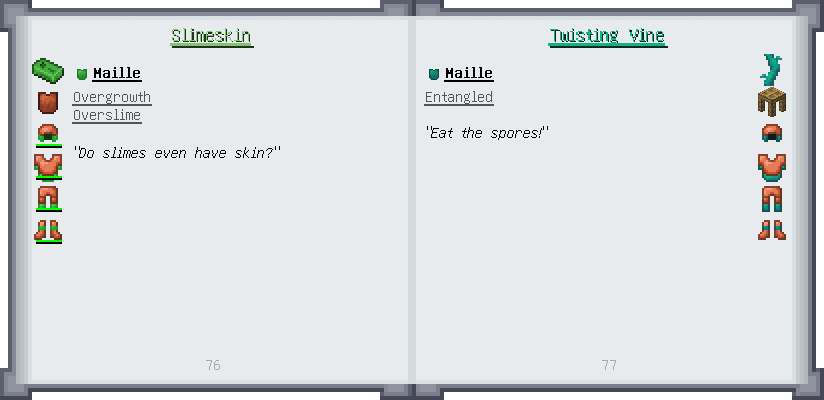 Slimeskin
Maille
Overgrowth
Overslime
"Do slimes even have skin?"
76
Twisting Vine
Maille
Entangled
"Eat the spores!"
77